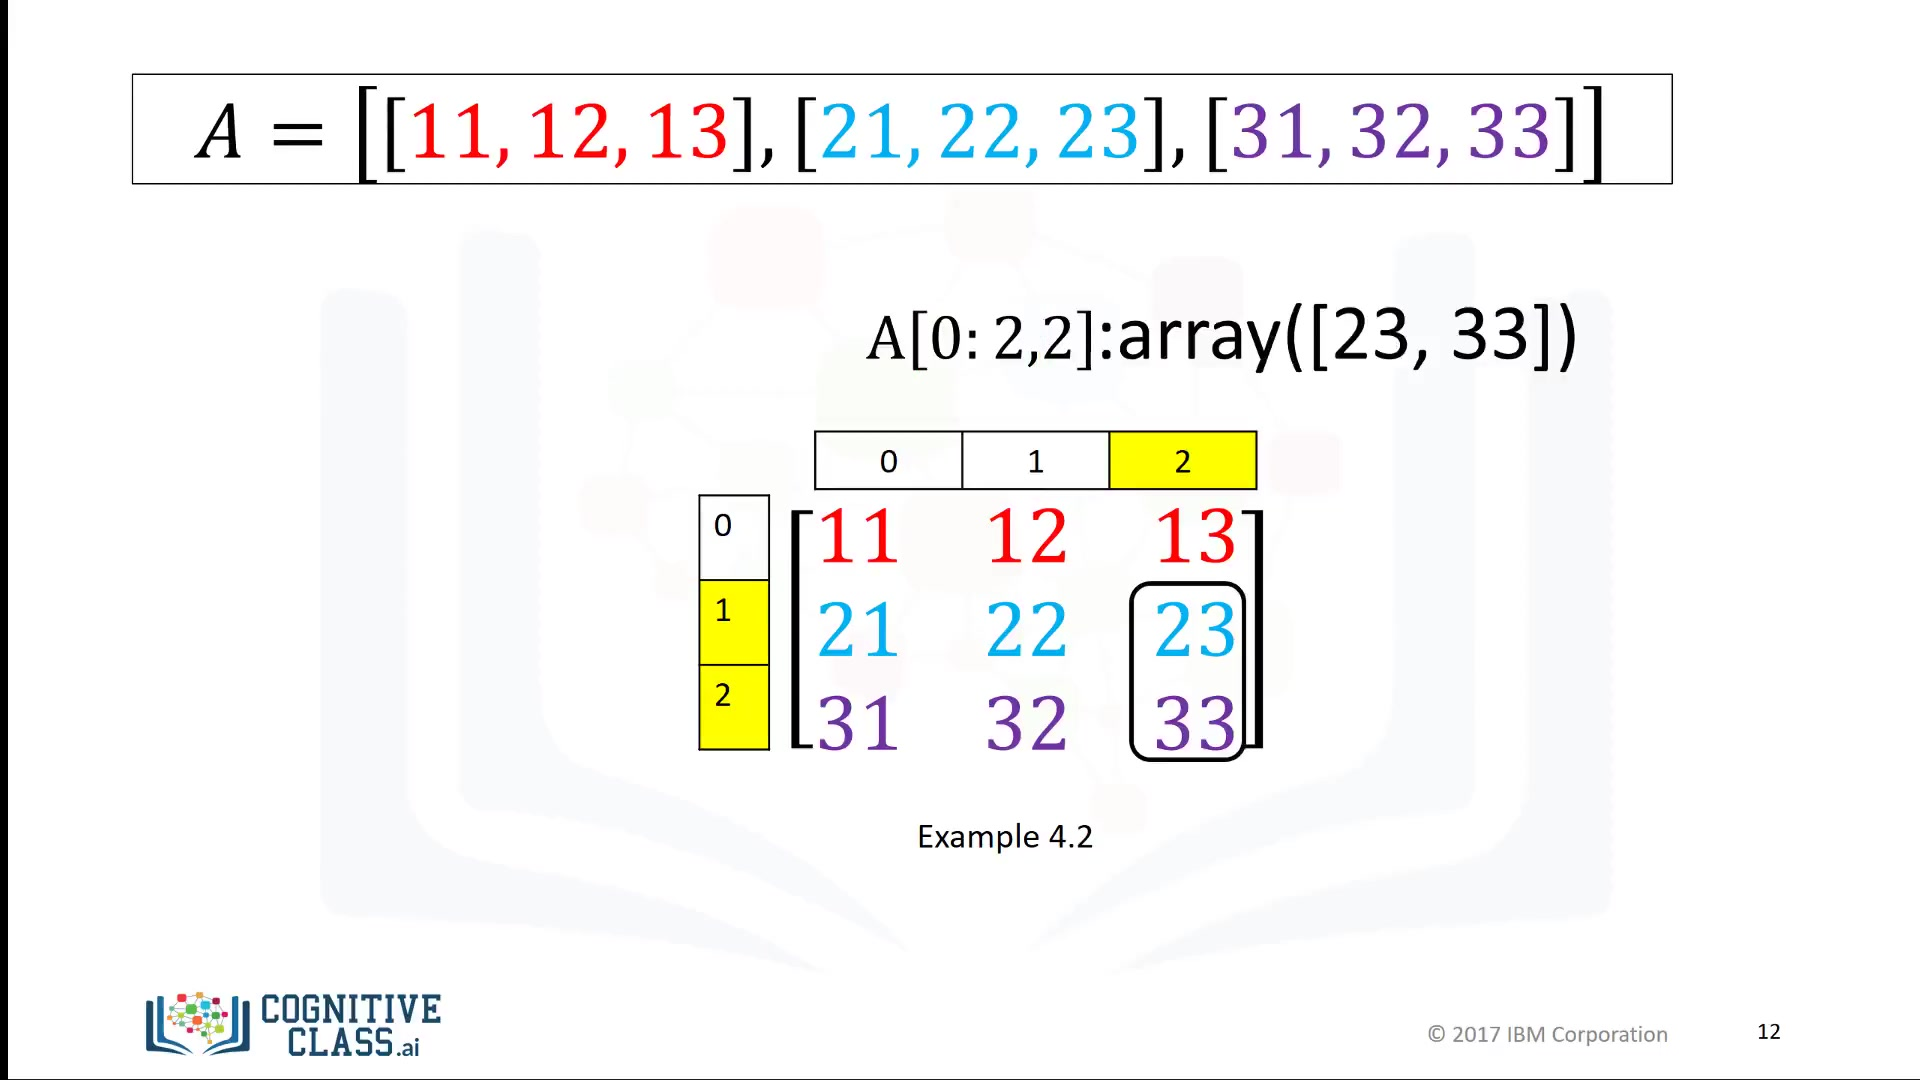 A = [[11, 12, 13], [21, 22, 23], [31, 32, 33]]
A[0: 2,2]:array([23, 33])
0 1 2
0
1
2
11 12 13
21 22 23
31 32 33
Example 4.2
COGNITIVE
CLASS.ai
© 2017 IBM Corporation
12